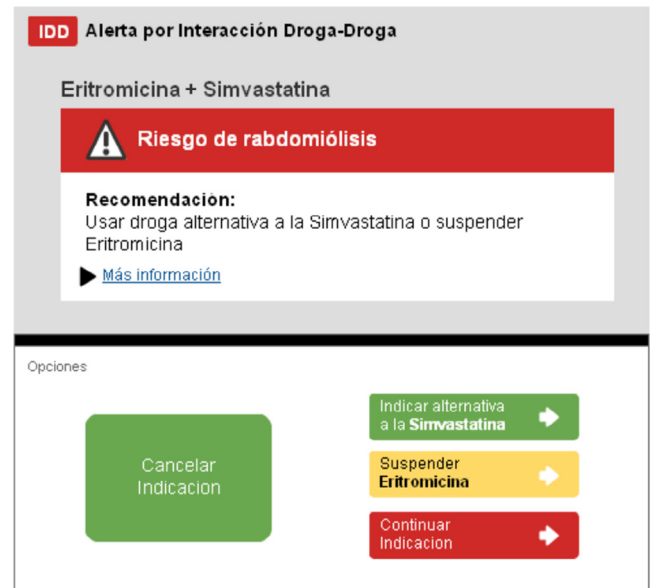 IDD Alerta por Interacción Droga-Droga
Eritromicina + Simvastatina
Riesgo de rabdomiólisis
Recomendación:
Usar droga alternativa a la Simvastatina o suspender
Eritromicina
Más información
Opciones
Cancelar
Indicacion
Indicar alternativa
a la Simvastatina
Suspender
Eritromicina
Continuar
Indicacion